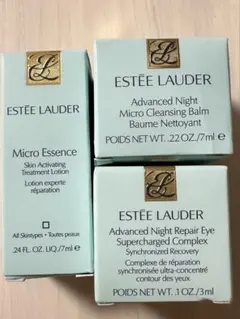 ESTĒE LAUDER
Micro Essence
Skin Activating
Treatment Lotion
Lotion experte
réparation
All Skintypes • Toutes peaux
.24 FL. OZ. LIQ./7ml ℮
ESTĒE LAUDER
Advanced Night
Micro Cleansing Balm
Baume Nettoyant
POIDS NET WT. .22 OZ./7ml ℮
ESTĒE LAUDER
Advanced Night Repair Eye
Supercharged Complex
Synchronized Recovery
Complexe de réparation
synchronisée ultra-concentré
contour des yeux
POIDS NET WT. .1 OZ./3ml